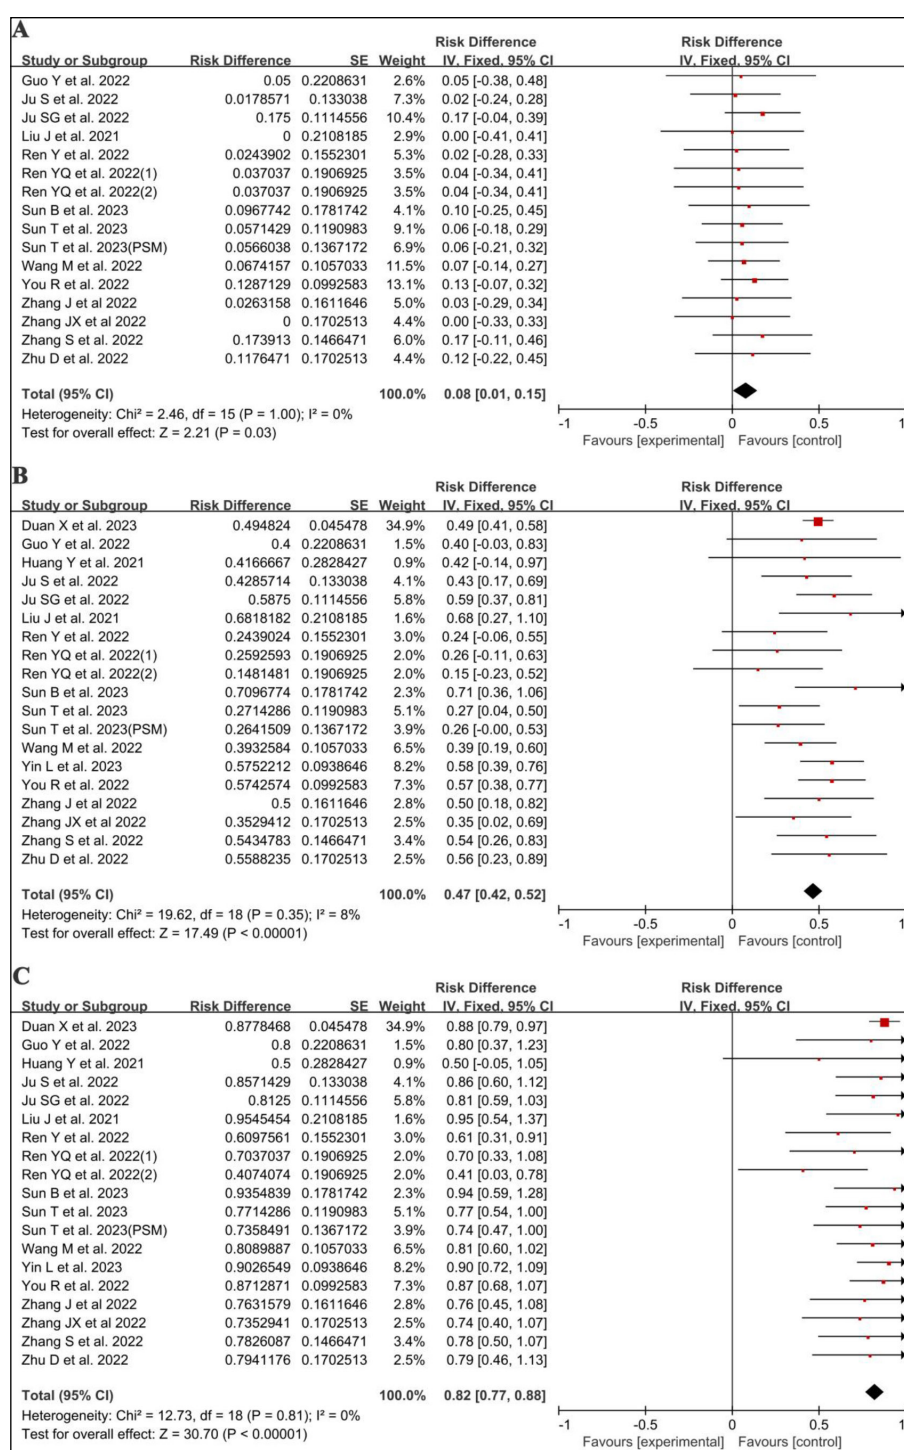 A
Risk Difference Risk Difference
Study or Subgroup Risk Difference SE Weight IV, Fixed, 95% CI IV, Fixed, 95% CI
Guo Y et al. 2022 0.05 0.2208631 2.6% 0.05 [-0.38, 0.48]
Ju S et al. 2022 0.0178571 0.133038 7.3% 0.02 [-0.24, 0.28]
Ju SG et al. 2022 0.175 0.1114556 10.4% 0.17 [-0.04, 0.39]
Liu J et al. 2021 0 0.2108185 2.9% 0.00 [-0.41, 0.41]
Ren Y et al. 2022 0.0243902 0.1552301 5.3% 0.02 [-0.28, 0.33]
Ren YQ et al. 2022(1) 0.037037 0.1906925 3.5% 0.04 [-0.34, 0.41]
Ren YQ et al. 2022(2) 0.037037 0.1906925 3.5% 0.04 [-0.34, 0.41]
Sun B et al. 2023 0.0967742 0.1781742 4.1% 0.10 [-0.25, 0.45]
Sun T et al. 2023 0.0571429 0.1190983 9.1% 0.06 [-0.18, 0.29]
Sun T et al. 2023(PSM) 0.0566038 0.1367172 6.9% 0.06 [-0.21, 0.32]
Wang M et al. 2022 0.0674157 0.1057033 11.5% 0.07 [-0.14, 0.27]
You R et al. 2022 0.1287129 0.0992583 13.1% 0.13 [-0.07, 0.32]
Zhang J et al 2022 0.0263158 0.1611646 5.0% 0.03 [-0.29, 0.34]
Zhang JX et al 2022 0 0.1702513 4.4% 0.00 [-0.33, 0.33]
Zhang S et al. 2022 0.173913 0.1466471 6.0% 0.17 [-0.11, 0.46]
Zhu D et al. 2022 0.1176471 0.1702513 4.4% 0.12 [-0.22, 0.45]
Total (95% CI) 100.0% 0.08 [0.01, 0.15]
Heterogeneity: Chi² = 2.46, df = 15 (P = 1.00); I² = 0%
Test for overall effect: Z = 2.21 (P = 0.03)
-1 -0.5 0 0.5 1
Favours [experimental] Favours [control]
B
Risk Difference Risk Difference
Study or Subgroup Risk Difference SE Weight IV, Fixed, 95% CI IV, Fixed, 95% CI
Duan X et al. 2023 0.494824 0.045478 34.9% 0.49 [0.41, 0.58]
Guo Y et al. 2022 0.4 0.2208631 1.5% 0.40 [-0.03, 0.83]
Huang Y et al. 2021 0.4166667 0.2828427 0.9% 0.42 [-0.14, 0.97]
Ju S et al. 2022 0.4285714 0.133038 4.1% 0.43 [0.17, 0.69]
Ju SG et al. 2022 0.5875 0.1114556 5.8% 0.59 [0.37, 0.81]
Liu J et al. 2021 0.6818182 0.2108185 1.6% 0.68 [0.27, 1.10]
Ren Y et al. 2022 0.2439024 0.1552301 3.0% 0.24 [-0.06, 0.55]
Ren YQ et al. 2022(1) 0.2592593 0.1906925 2.0% 0.26 [-0.11, 0.63]
Ren YQ et al. 2022(2) 0.1481481 0.1906925 2.0% 0.15 [-0.23, 0.52]
Sun B et al. 2023 0.7096774 0.1781742 2.3% 0.71 [0.36, 1.06]
Sun T et al. 2023 0.2714286 0.1190983 5.1% 0.27 [0.04, 0.50]
Sun T et al. 2023(PSM) 0.2641509 0.1367172 3.9% 0.26 [-0.00, 0.53]
Wang M et al. 2022 0.3932584 0.1057033 6.5% 0.39 [0.19, 0.60]
Yin L et al. 2023 0.5752212 0.0938646 8.2% 0.58 [0.39, 0.76]
You R et al. 2022 0.5742574 0.0992583 7.3% 0.57 [0.38, 0.77]
Zhang J et al 2022 0.5 0.1611646 2.8% 0.50 [0.18, 0.82]
Zhang JX et al 2022 0.3529412 0.1702513 2.5% 0.35 [0.02, 0.69]
Zhang S et al. 2022 0.5434783 0.1466471 3.4% 0.54 [0.26, 0.83]
Zhu D et al. 2022 0.5588235 0.1702513 2.5% 0.56 [0.23, 0.89]
Total (95% CI) 100.0% 0.47 [0.42, 0.52]
Heterogeneity: Chi² = 19.62, df = 18 (P = 0.35); I² = 8%
Test for overall effect: Z = 17.49 (P < 0.00001)
-1 -0.5 0 0.5 1
Favours [experimental] Favours [control]
C
Risk Difference Risk Difference
Study or Subgroup Risk Difference SE Weight IV, Fixed, 95% CI IV, Fixed, 95% CI
Duan X et al. 2023 0.8778468 0.045478 34.9% 0.88 [0.79, 0.97]
Guo Y et al. 2022 0.8 0.2208631 1.5% 0.80 [0.37, 1.23]
Huang Y et al. 2021 0.5 0.2828427 0.9% 0.50 [-0.05, 1.05]
Ju S et al. 2022 0.8571429 0.133038 4.1% 0.86 [0.60, 1.12]
Ju SG et al. 2022 0.8125 0.1114556 5.8% 0.81 [0.59, 1.03]
Liu J et al. 2021 0.9545454 0.2108185 1.6% 0.95 [0.54, 1.37]
Ren Y et al. 2022 0.6097561 0.1552301 3.0% 0.61 [0.31, 0.91]
Ren YQ et al. 2022(1) 0.7037037 0.1906925 2.0% 0.70 [0.33, 1.08]
Ren YQ et al. 2022(2) 0.4074074 0.1906925 2.0% 0.41 [0.03, 0.78]
Sun B et al. 2023 0.9354839 0.1781742 2.3% 0.94 [0.59, 1.28]
Sun T et al. 2023 0.7714286 0.1190983 5.1% 0.77 [0.54, 1.00]
Sun T et al. 2023(PSM) 0.7358491 0.1367172 3.9% 0.74 [0.47, 1.00]
Wang M et al. 2022 0.8089887 0.1057033 6.5% 0.81 [0.60, 1.02]
Yin L et al. 2023 0.9026549 0.0938646 8.2% 0.90 [0.72, 1.09]
You R et al. 2022 0.8712871 0.0992583 7.3% 0.87 [0.68, 1.07]
Zhang J et al 2022 0.7631579 0.1611646 2.8% 0.76 [0.45, 1.08]
Zhang JX et al 2022 0.7352941 0.1702513 2.5% 0.74 [0.40, 1.07]
Zhang S et al. 2022 0.7826087 0.1466471 3.4% 0.78 [0.50, 1.07]
Zhu D et al. 2022 0.7941176 0.1702513 2.5% 0.79 [0.46, 1.13]
Total (95% CI) 100.0% 0.82 [0.77, 0.88]
Heterogeneity: Chi² = 12.73, df = 18 (P = 0.81); I² = 0%
Test for overall effect: Z = 30.70 (P < 0.00001)
-1 -0.5 0 0.5 1
Favours [experimental] Favours [control]